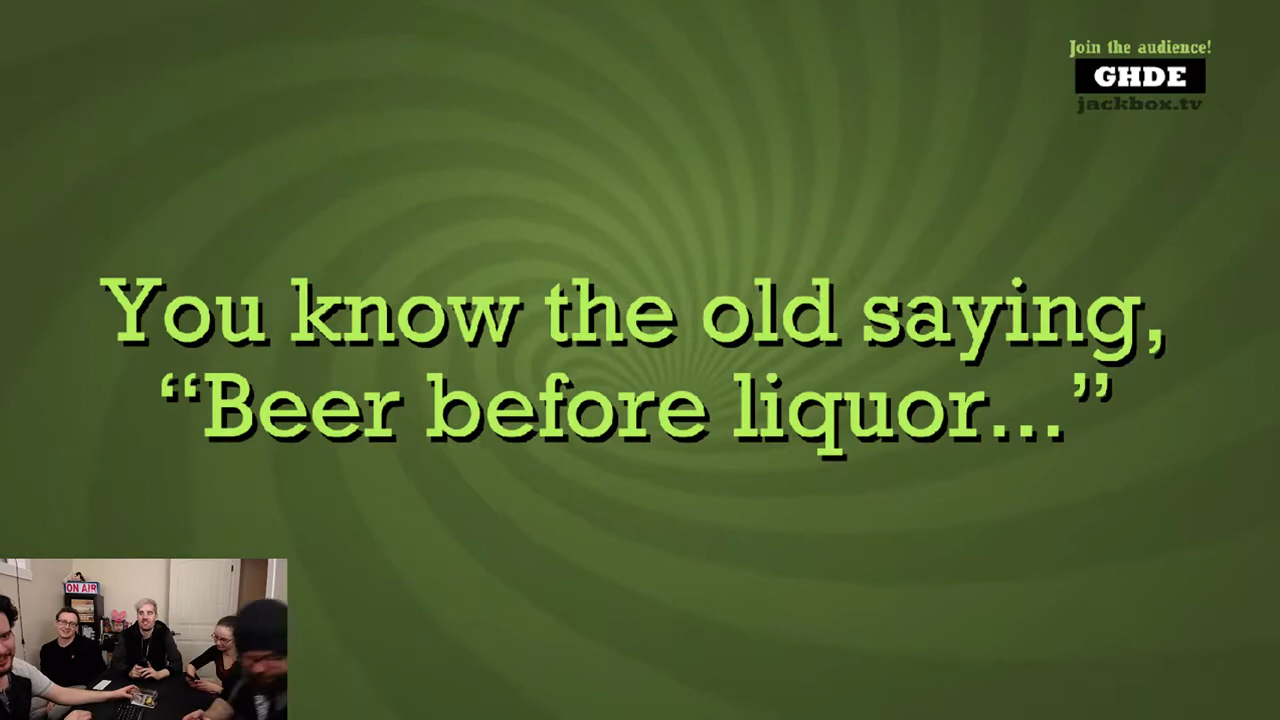 Join the audience!
GHDE
jackbox.tv
You know the old saying,
“Beer before liquor...”
ON AIR